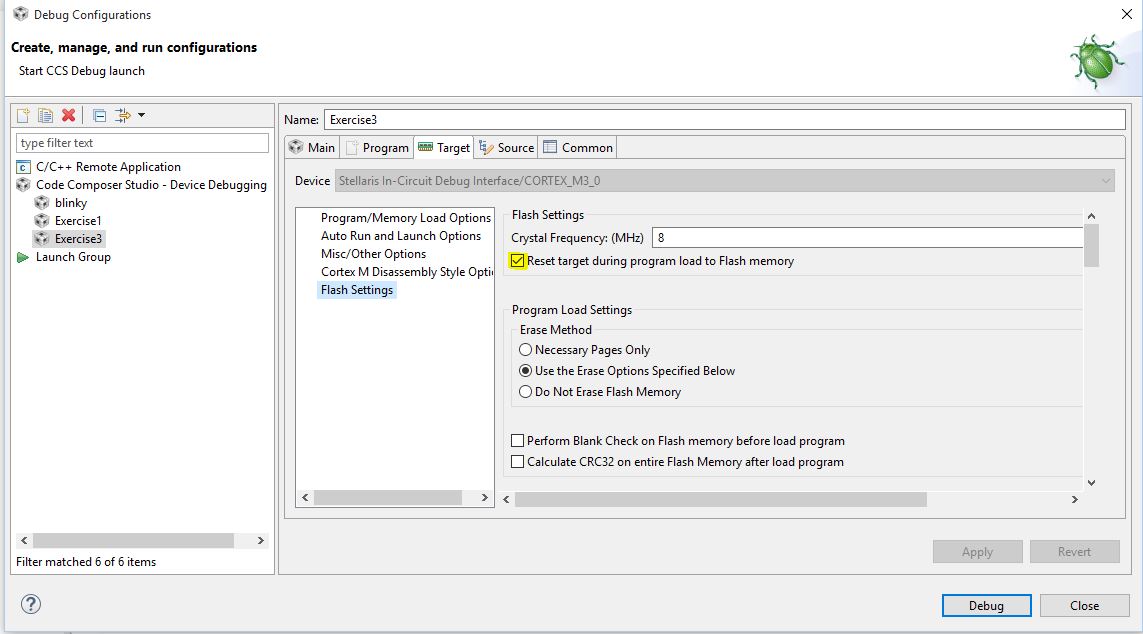 Debug Configurations
Create, manage, and run configurations
Start CCS Debug launch
type filter text
C/C++ Remote Application
Code Composer Studio - Device Debugging
blinky
Exercise1
Exercise3
Launch Group
Filter matched 6 of 6 items
Name: Exercise3
Main Program Target Source Common
Device Stellaris In-Circuit Debug Interface/CORTEX_M3_0
Program/Memory Load Options
Auto Run and Launch Options
Misc/Other Options
Cortex M Disassembly Style Optio
Flash Settings
Flash Settings
Crystal Frequency: (MHz) 8
Reset target during program load to Flash memory
Program Load Settings
Erase Method
Necessary Pages Only
Use the Erase Options Specified Below
Do Not Erase Flash Memory
Perform Blank Check on Flash memory before load program
Calculate CRC32 on entire Flash Memory after load program
Apply Revert
? Debug Close